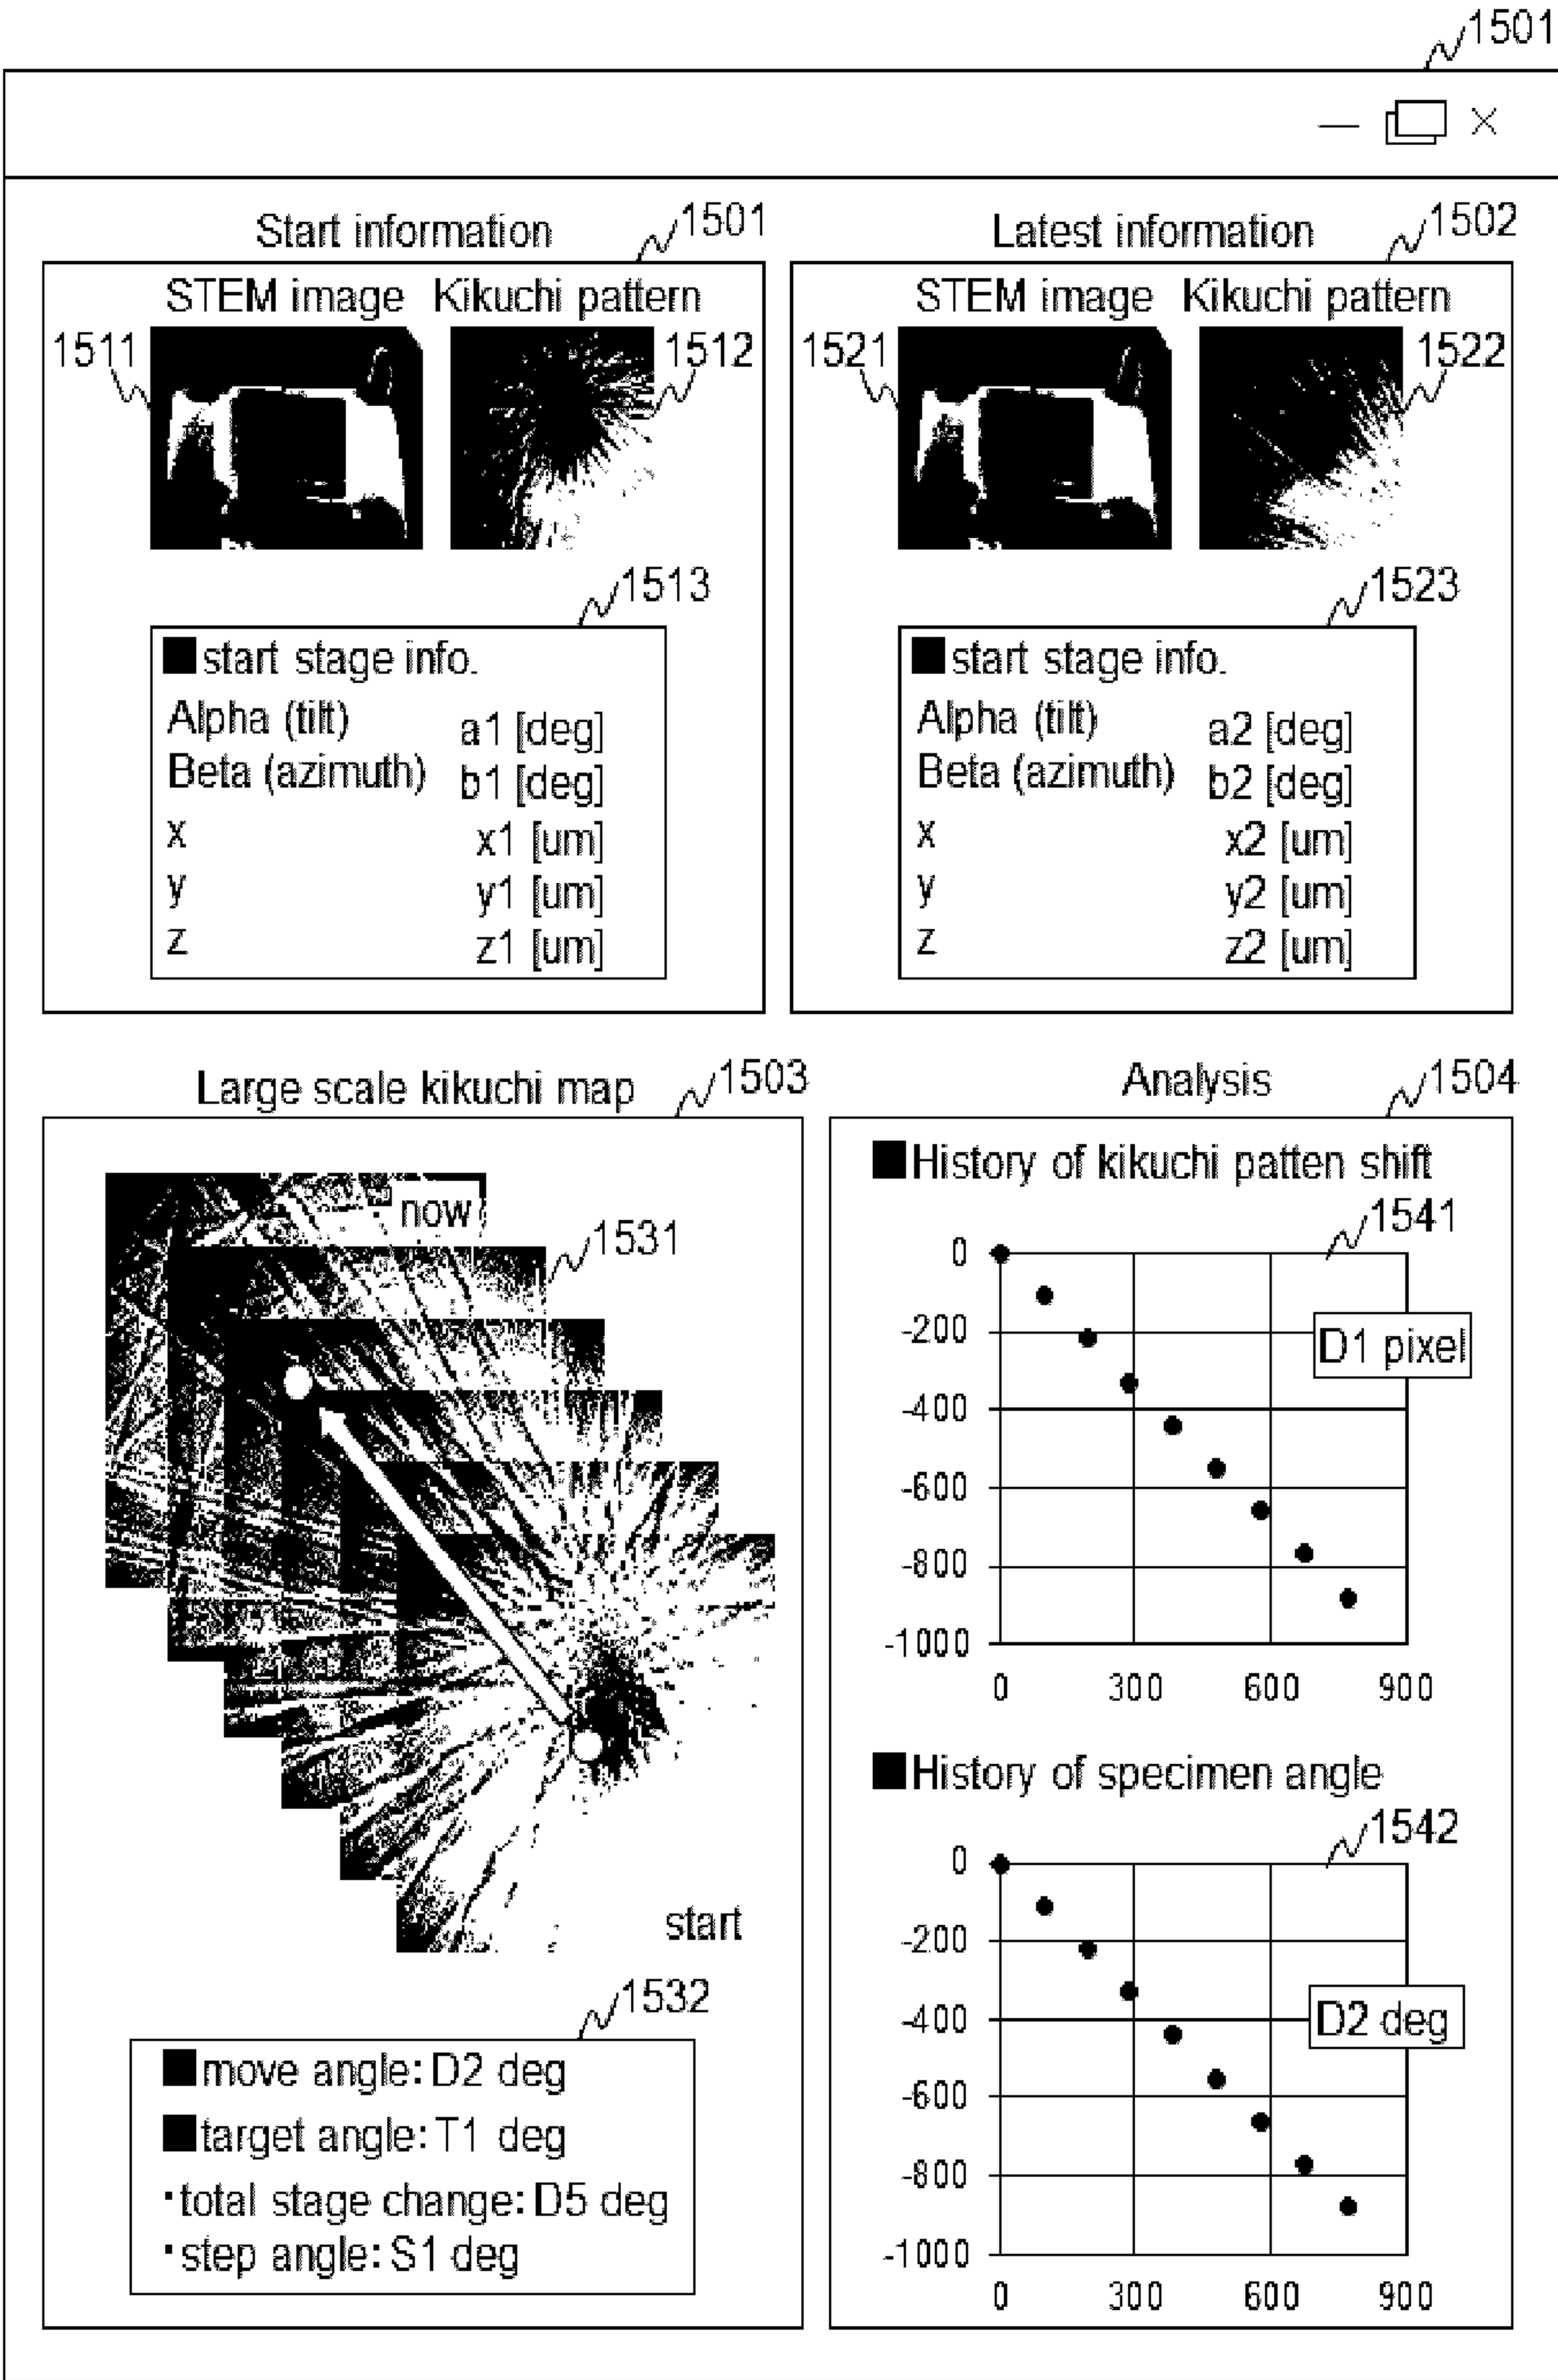 1501
Start information 1501
STEM image Kikuchi pattern
1511 1512
1513
■start stage info.
Alpha (tilt) a1 [deg]
Beta (azimuth) b1 [deg]
x x1 [um]
y y1 [um]
z z1 [um]
Latest information 1502
STEM image Kikuchi pattern
1521 1522
1523
■start stage info.
Alpha (tilt) a2 [deg]
Beta (azimuth) b2 [deg]
x x2 [um]
y y2 [um]
z z2 [um]
Large scale kikuchi map 1503
now
1531
start
1532
■move angle: D2 deg
■target angle: T1 deg
·total stage change: D5 deg
·step angle: S1 deg
Analysis 1504
■History of kikuchi patten shift
1541
0
-200
D1 pixel
-400
-600
-800
-1000
0 300 600 900
■History of specimen angle
1542
0
-200
-400
D2 deg
-600
-800
-1000
0 300 600 900